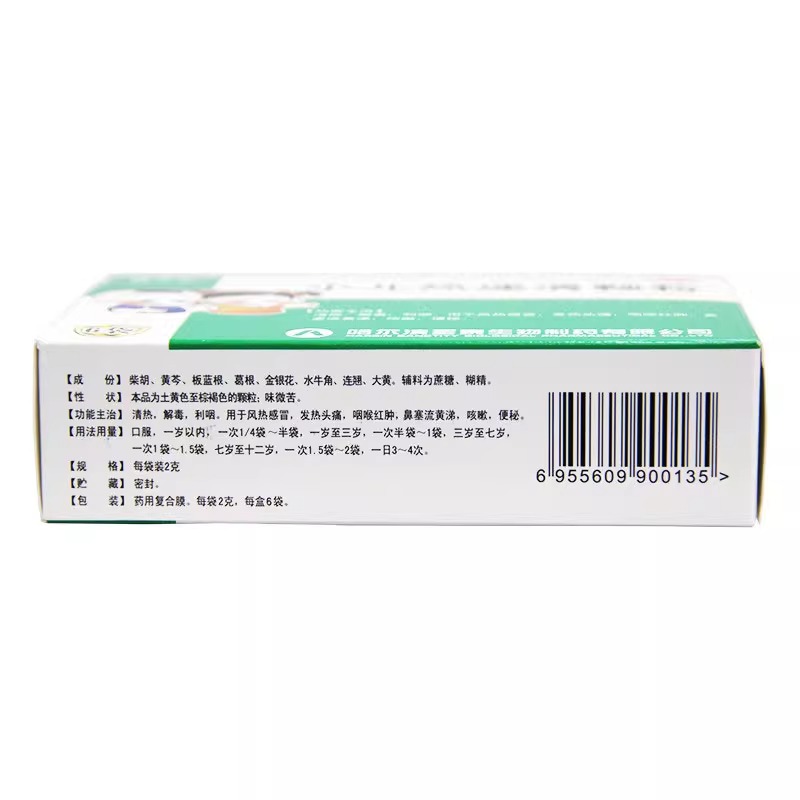 【成　份】柴胡、黄芩、板蓝根、葛根、金银花、水牛角、连翘、大黄。辅料为蔗糖、糊精。
【性　状】本品为土黄色至棕褐色的颗粒；味微苦。
【功能主治】清热，解毒，利咽。用于风热感冒，发热头痛，咽喉红肿，鼻塞流黄涕，咳嗽，便秘。
【用法用量】口服，一岁以内，一次1/4袋～半袋，一岁至三岁，一次半袋～1袋，三岁至七岁，
一次1袋～1.5袋，七岁至十二岁，一次1.5袋～2袋，一日3～4次。
【规　格】每袋装2克
【贮　藏】密封。
【包　装】药用复合膜。每袋2克，每盒6袋。
6 955609 900135 >